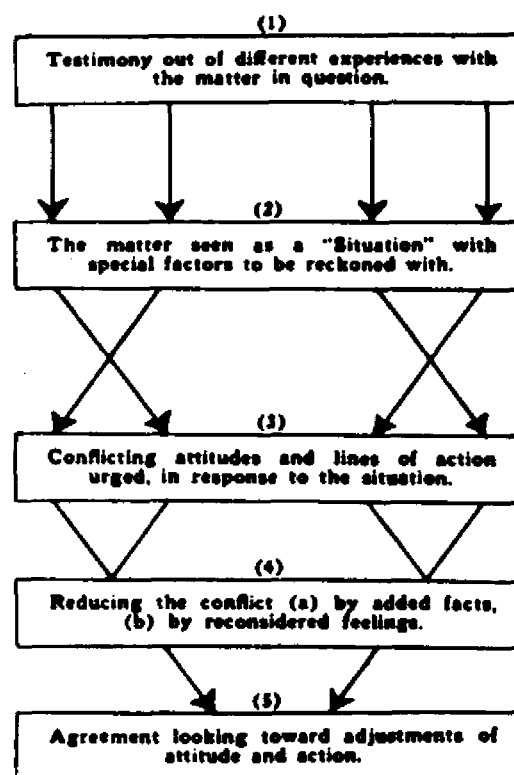 (1)
Testimony out of different experiences with
the matter in question.
(2)
The matter seen as a "Situation" with
special factors to be reckoned with.
(3)
Conflicting attitudes and lines of action
urged, in response to the situation.
(4)
Reducing the conflict (a) by added facts,
(b) by reconsidered feelings.
(5)
Agreement looking toward adjustments of
attitude and action.